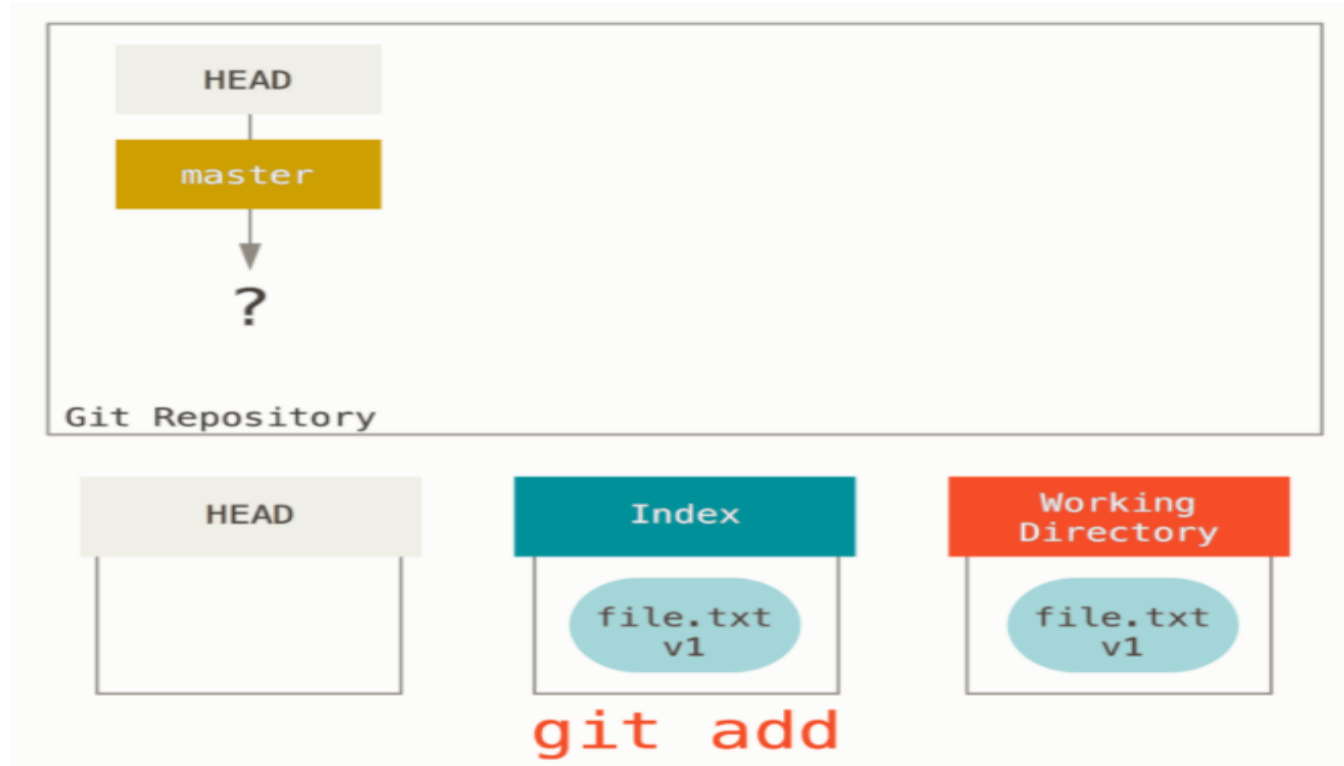 HEAD
master
?
Git Repository
HEAD
Index
Working
Directory
file.txt
v1
file.txt
v1
git add